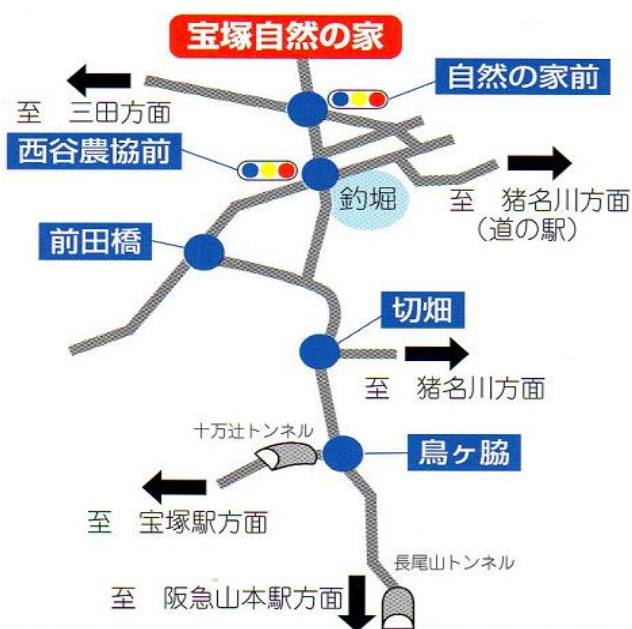 宝塚自然の家
自然の家前
至 三田方面
西谷農協前
釣堀
至 猪名川方面
(道の駅)
前田橋
切畑
至 猪名川方面
十万辻トンネル
鳥ヶ脇
至 宝塚駅方面
長尾山トンネル
至 阪急山本駅方面